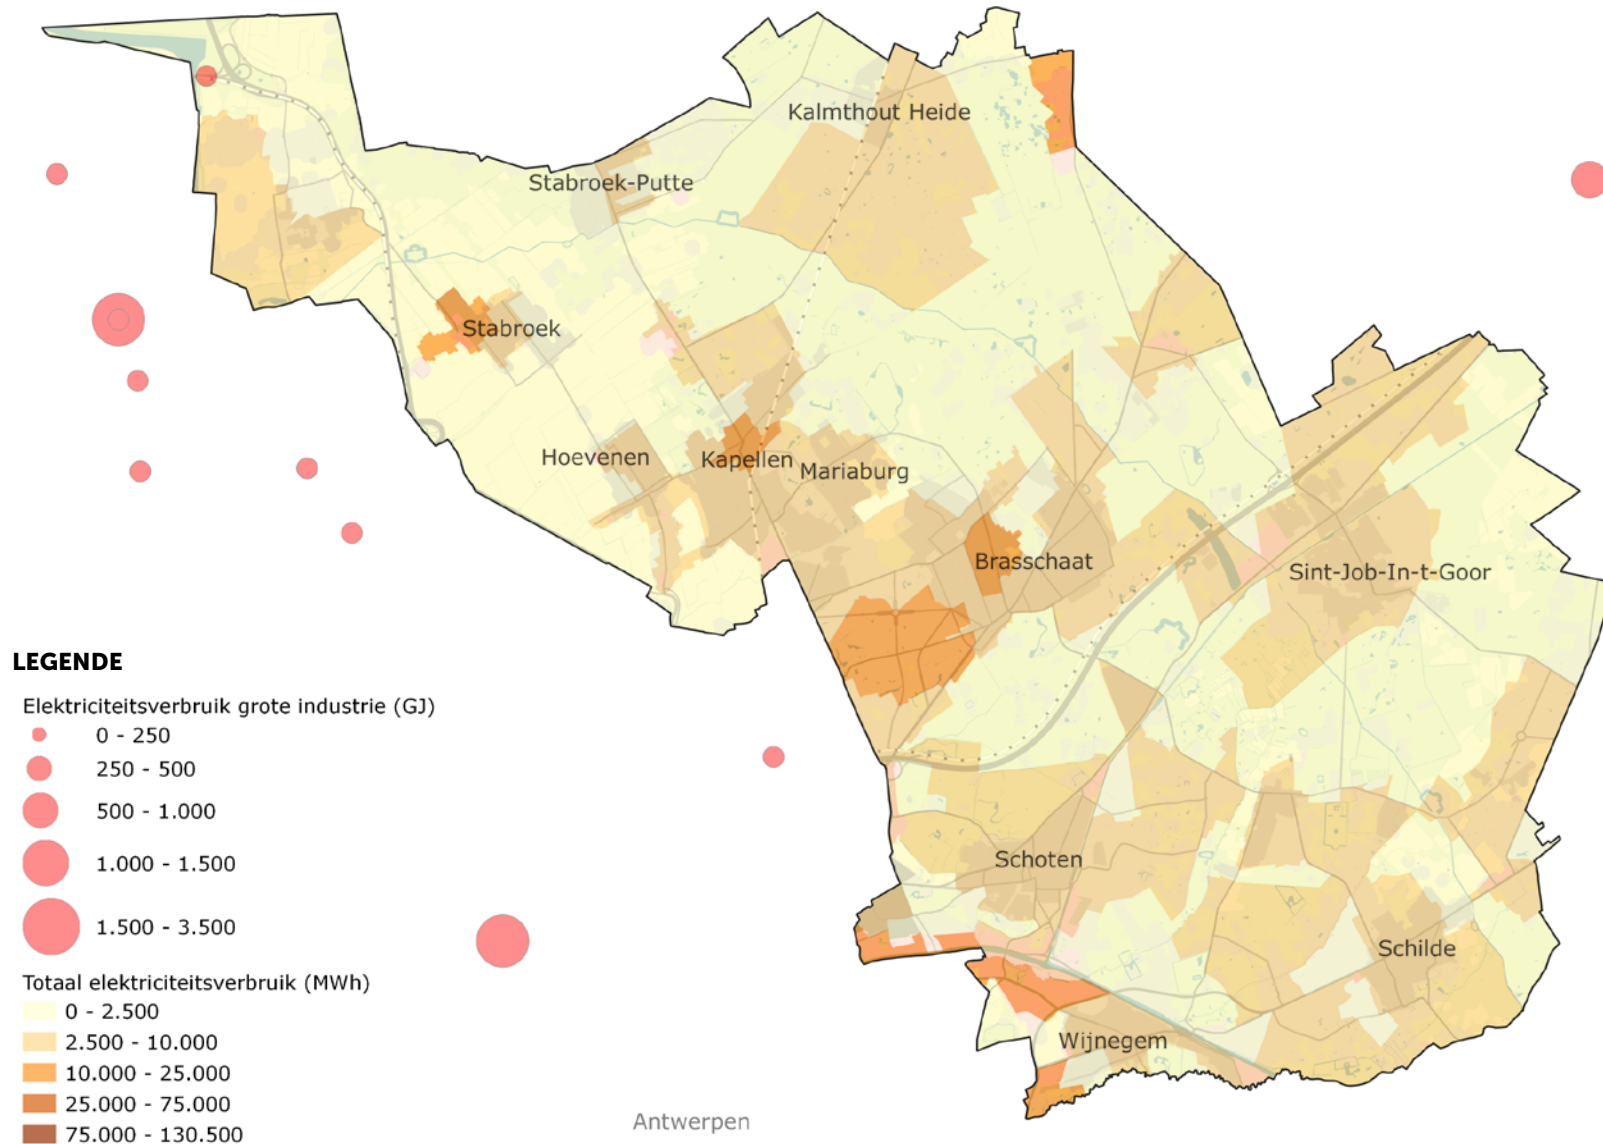 Kalmthout Heide
Stabroek-Putte
Stabroek
Hoevenen
Kapellen
Mariaburg
Brasschaat
Sint-Job-In-t-Goor
Schoten
Schilde
Wijnegem
Antwerpen
LEGENDE
Elektriciteitsverbruik grote industrie (GJ)
0 - 250
250 - 500
500 - 1.000
1.000 - 1.500
1.500 - 3.500
Totaal elektriciteitsverbruik (MWh)
0 - 2.500
2.500 - 10.000
10.000 - 25.000
25.000 - 75.000
75.000 - 130.500